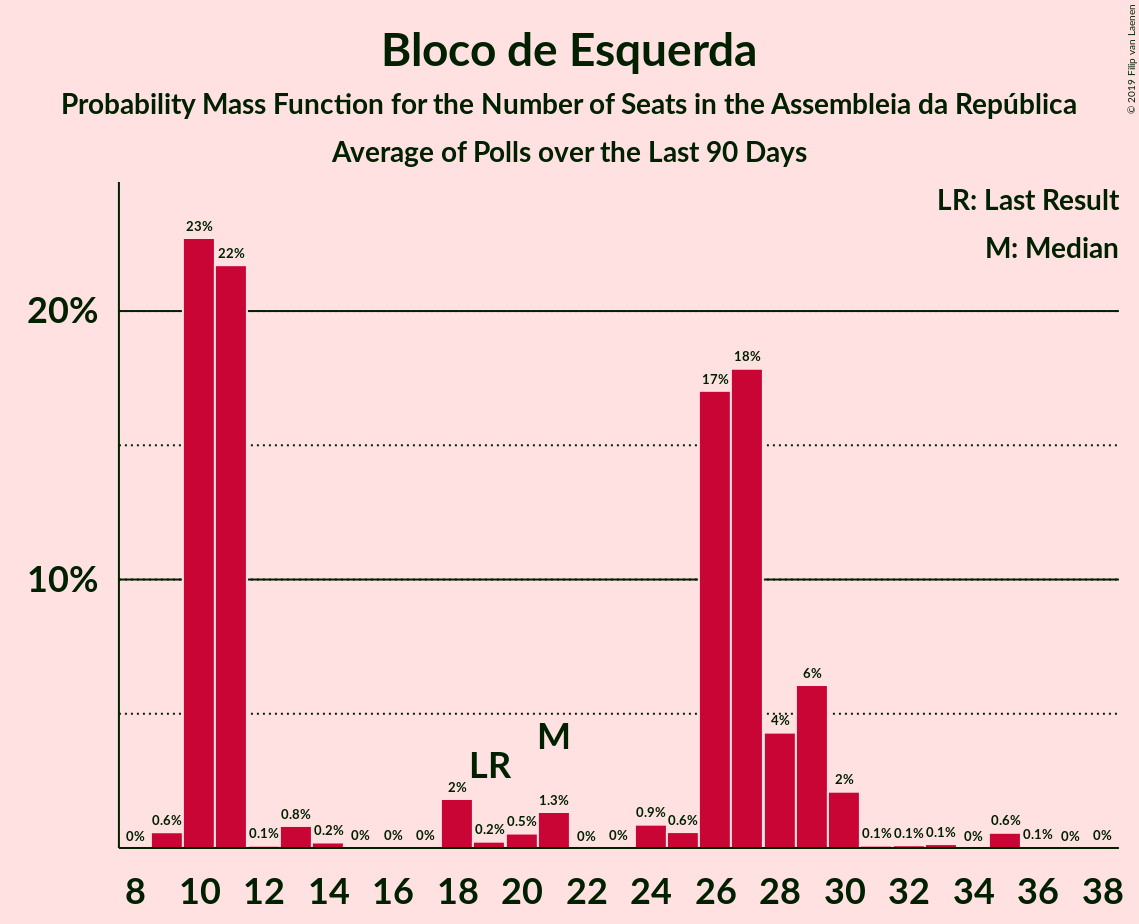 Bloco de Esquerda
Probability Mass Function for the Number of Seats in the Assembleia da República
Average of Polls over the Last 90 Days
© 2019 Filip van Laenen
LR: Last Result
M: Median
20%
10%
0% 0.6% 23% 22% 0.1% 0.8% 0.2% 0% 0% 0% 2% 0.2% 0.5% 1.3% 0% 0% 0.9% 0.6% 17% 18% 4% 6% 2% 0.1% 0.1% 0.1% 0% 0.6% 0.1% 0% 0%
LR M
8 10 12 14 16 18 20 22 24 26 28 30 32 34 36 38